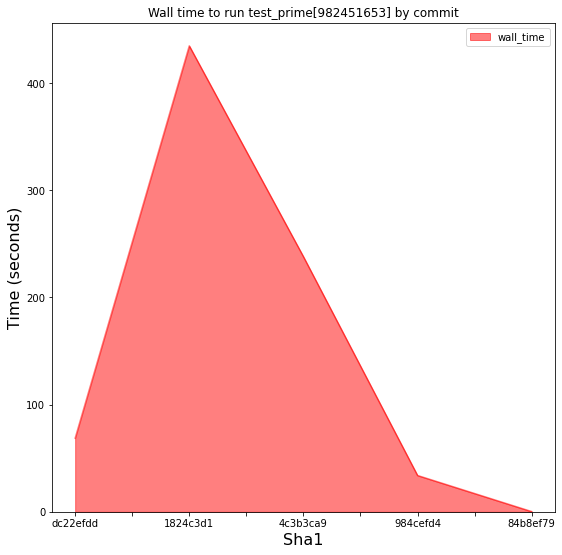 Wall time to run test_prime[982451653] by commit
wall_time
400
300
200
100
0
Time (seconds)
dc22efdd 1824c3d1 4c3b3ca9 984cefd4 84b8ef79
Sha1